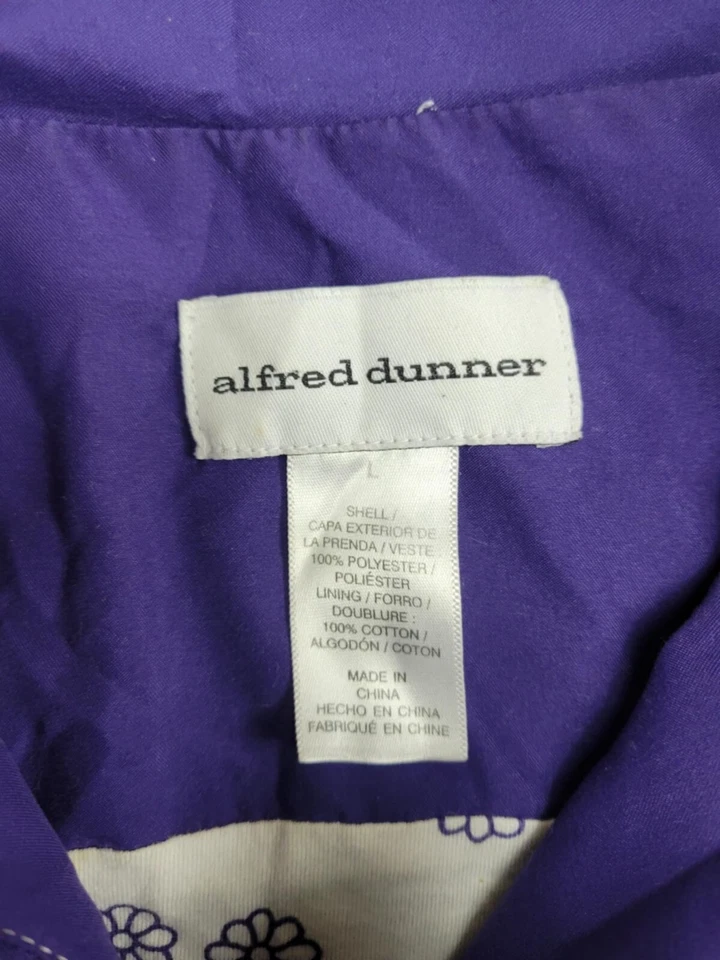 alfred dunner
L
SHELL /
CAPA EXTERIOR DE
LA PRENDA / VESTE
100% POLYESTER /
POLIÉSTER
LINING / FORRO /
DOUBLURE :
100% COTTON /
ALGODÓN / COTON
MADE IN
CHINA
HECHO EN CHINA
FABRIQUÉ EN CHINE